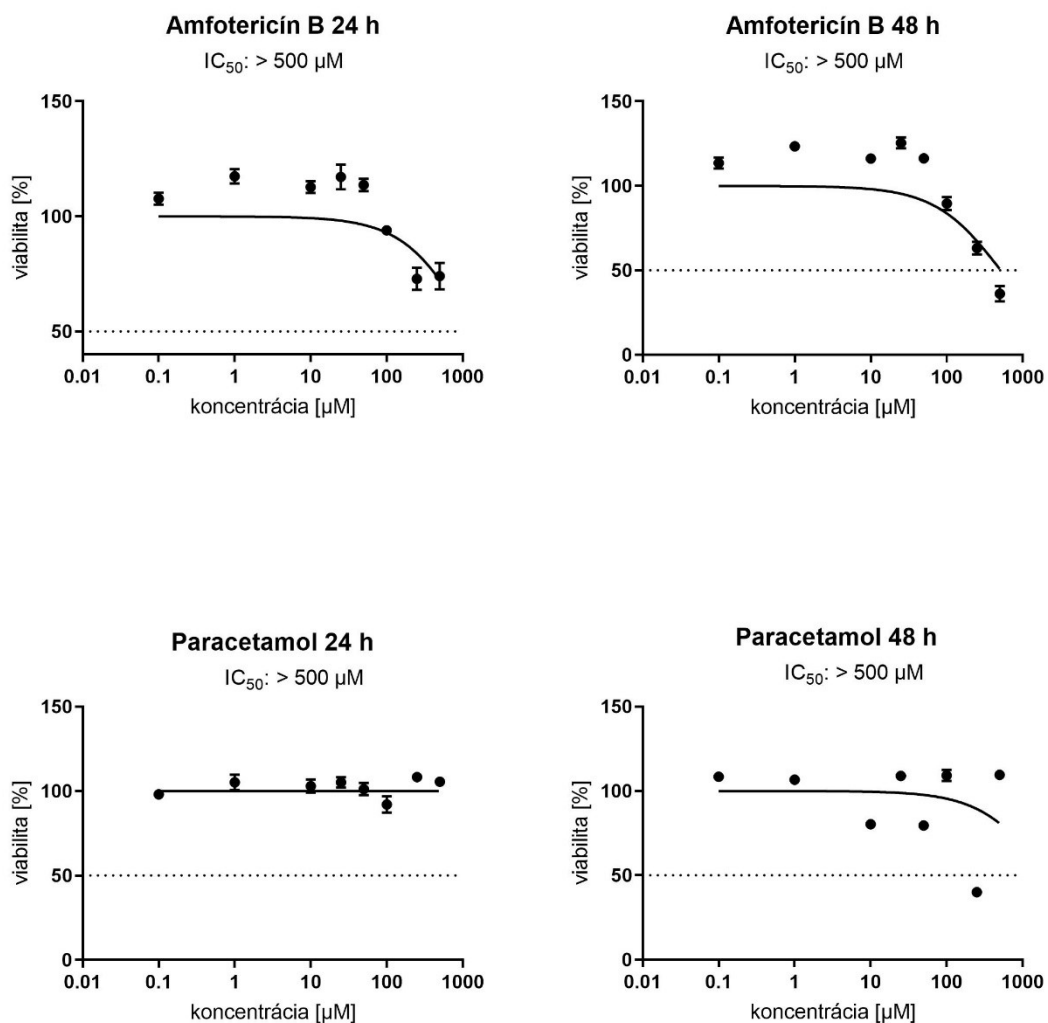 Amfotericín B 24 h
IC50: > 500 µM
150
100
50
viabilita [%]
0.01 0.1 1 10 100 1000
koncentrácia [µM]
Amfotericín B 48 h
IC50: > 500 µM
150
100
50
0
viabilita [%]
0.01 0.1 1 10 100 1000
koncentrácia [µM]
Paracetamol 24 h
IC50: > 500 µM
150
100
50
0
viabilita [%]
0.01 0.1 1 10 100 1000
koncentrácia [µM]
Paracetamol 48 h
IC50: > 500 µM
150
100
50
0
viabilita [%]
0.01 0.1 1 10 100 1000
koncentrácia [µM]